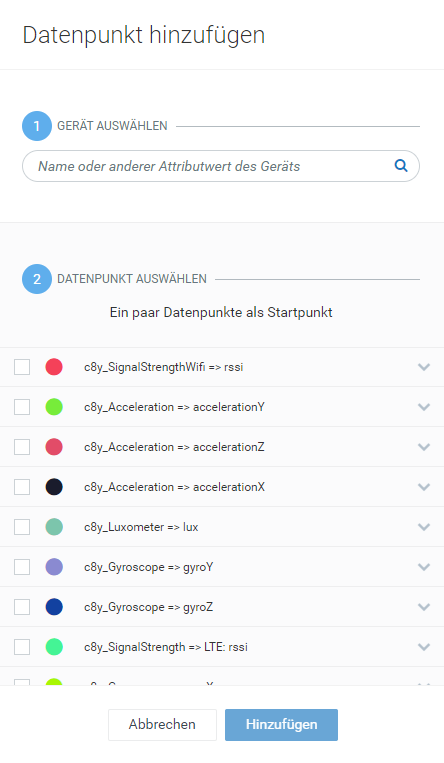 Datenpunkt hinzufügen
1 GERÄT AUSWÄHLEN
Name oder anderer Attributwert des Geräts
2 DATENPUNKT AUSWÄHLEN
Ein paar Datenpunkte als Startpunkt
c8y_SignalStrengthWifi => rssi
c8y_Acceleration => accelerationY
c8y_Acceleration => accelerationZ
c8y_Acceleration => accelerationX
c8y_Luxometer => lux
c8y_Gyroscope => gyroY
c8y_Gyroscope => gyroZ
c8y_SignalStrength => LTE: rssi
Abbrechen Hinzufügen